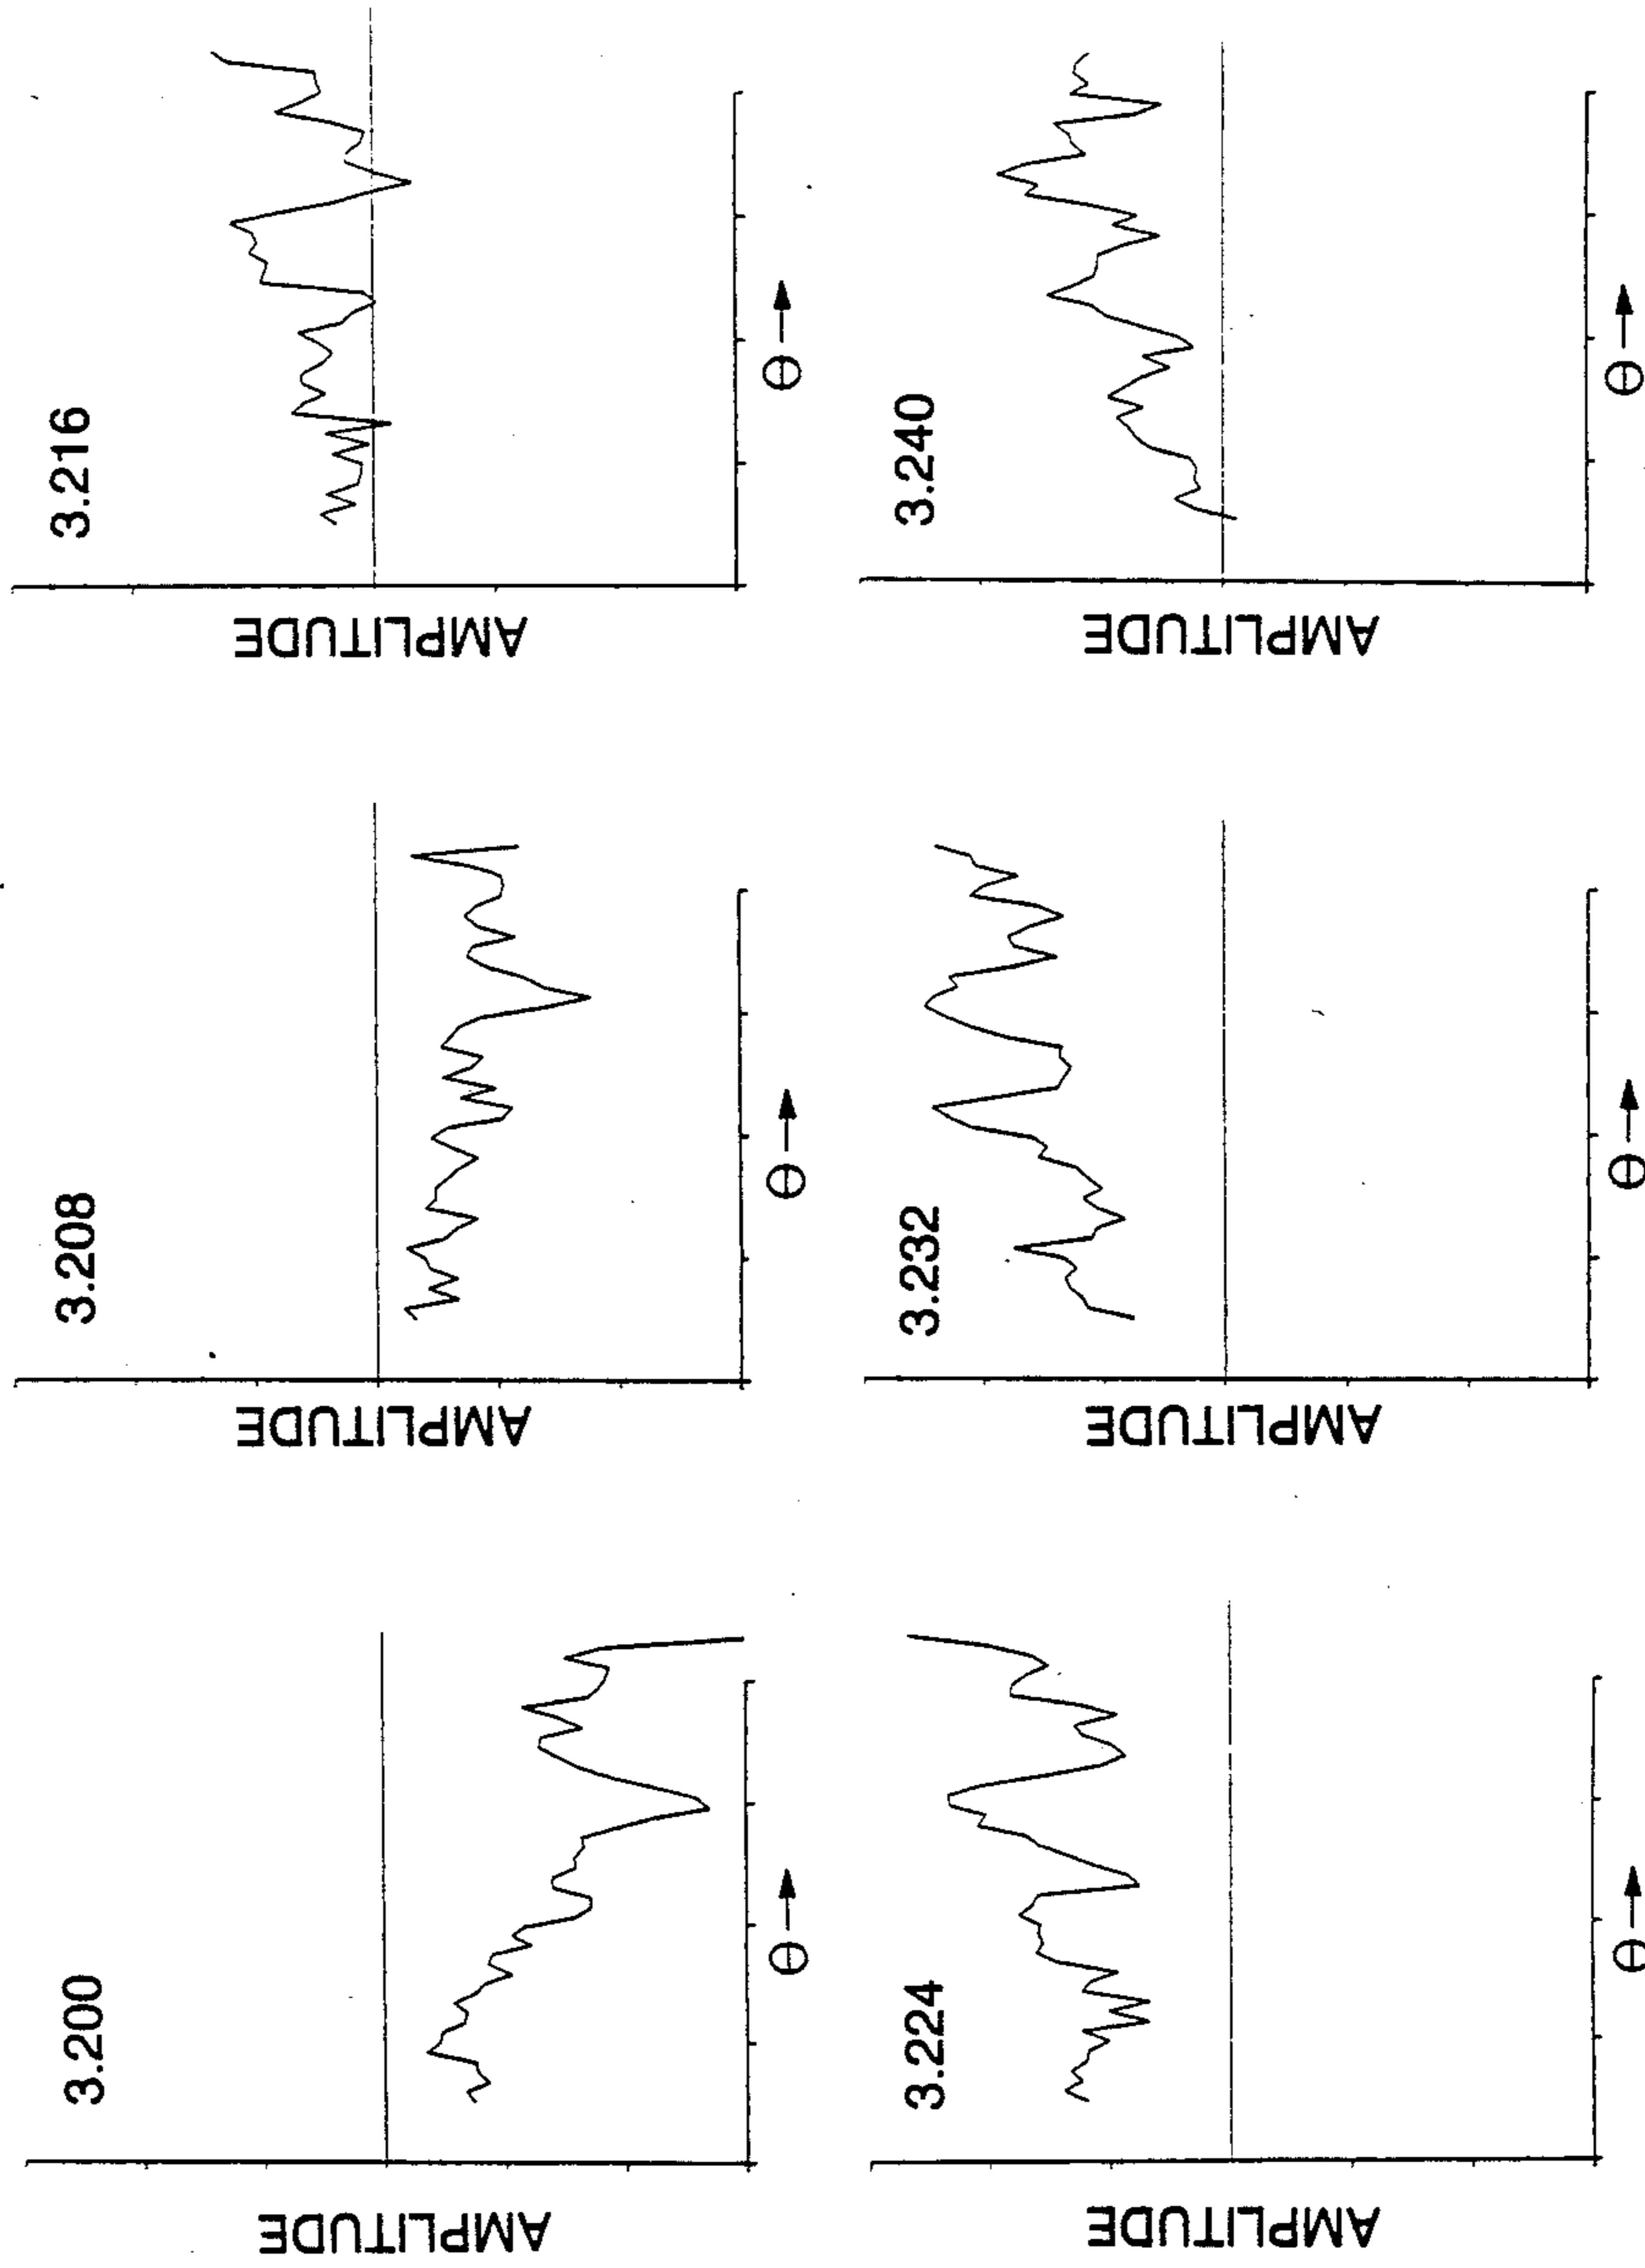 3.200
AMPLITUDE
Θ →
3.208
AMPLITUDE
Θ →
3.216
AMPLITUDE
Θ →
3.224
AMPLITUDE
Θ →
3.232
AMPLITUDE
Θ →
3.240
AMPLITUDE
Θ →